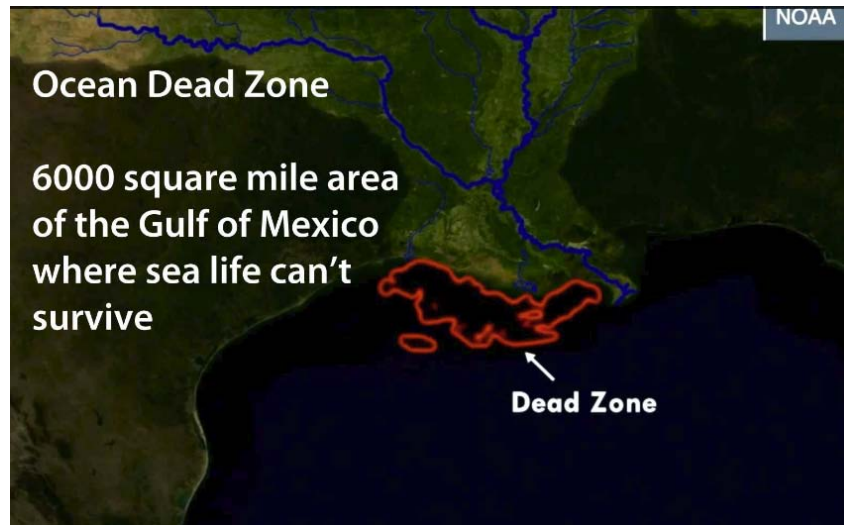 NOAA
Ocean Dead Zone
6000 square mile area
of the Gulf of Mexico
where sea life can't
survive
Dead Zone